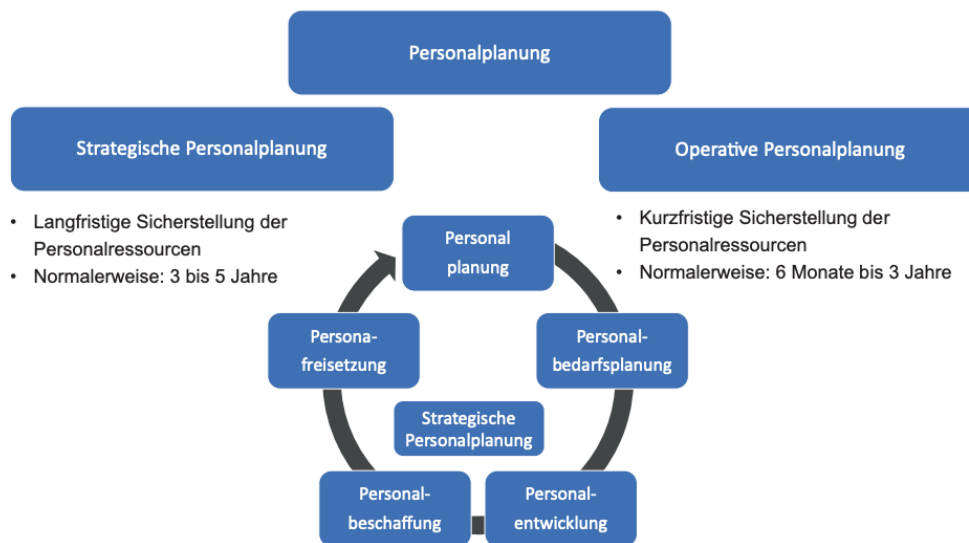 Personalplanung
Strategische Personalplanung
Operative Personalplanung
• Langfristige Sicherstellung der
Personalressourcen
• Normalerweise: 3 bis 5 Jahre
• Kurzfristige Sicherstellung der
Personalressourcen
• Normalerweise: 6 Monate bis 3 Jahre
Personal
planung
Persona-
freisetzung
Personal-
bedarfsplanung
Strategische
Personalplanung
Personal-
beschaffung
Personal-
entwicklung